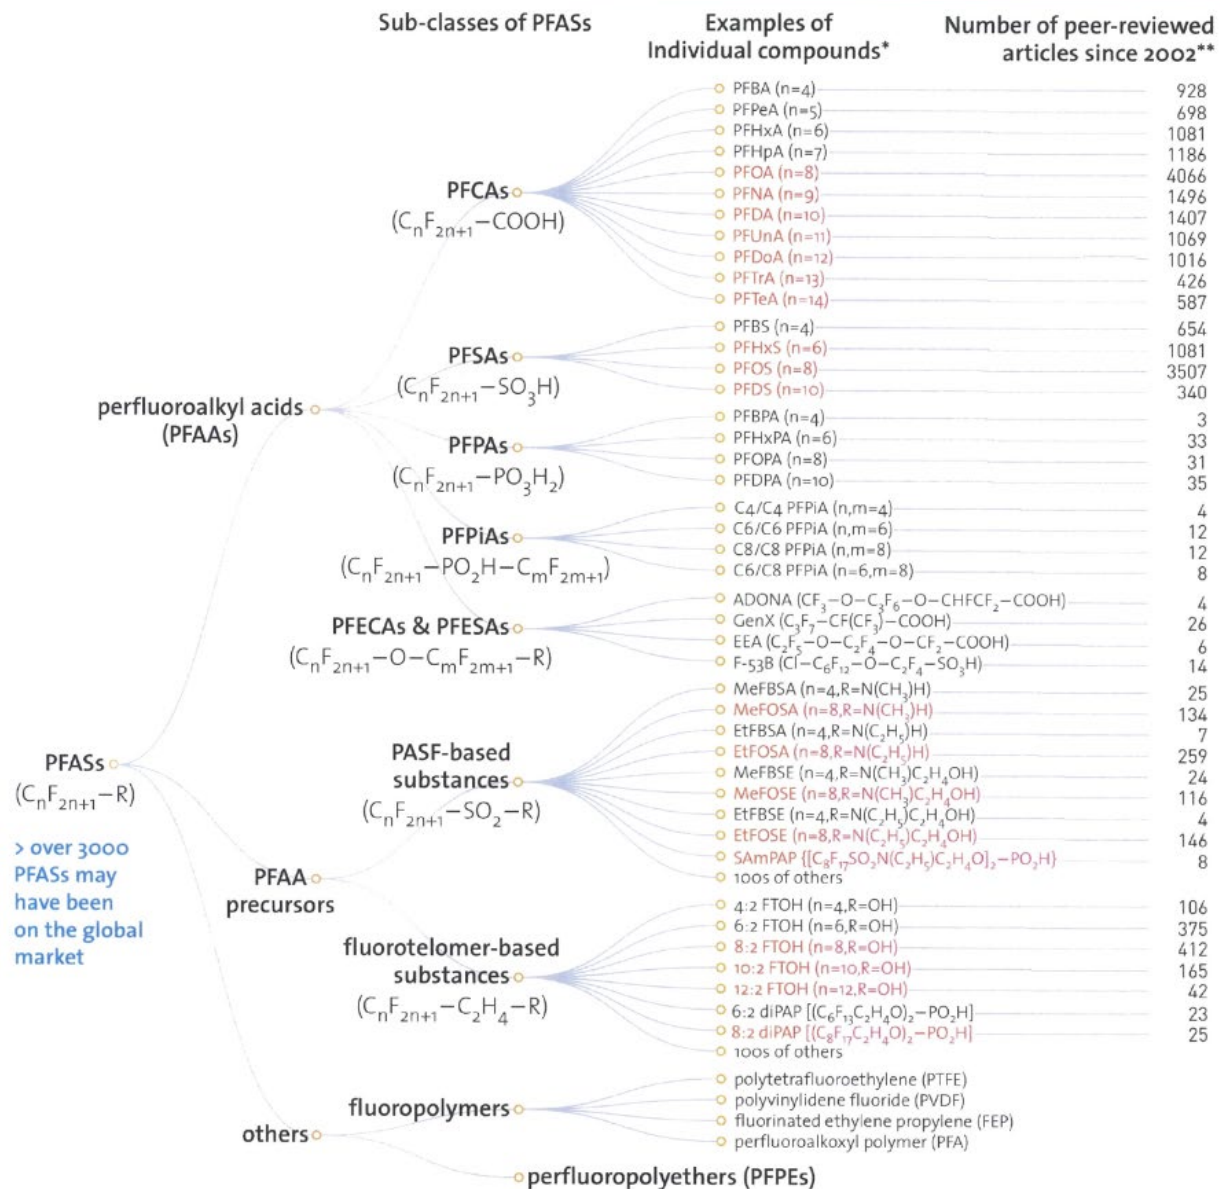 Sub-classes of PFASs
Examples of
Individual compounds*
Number of peer-reviewed
articles since 2002**
PFASs
(CₙF₂ₙ₊₁–R)
> over 3000
PFASs may
have been
on the global
market
perfluoroalkyl acids
(PFAAs)
PFCAs
(CₙF₂ₙ₊₁–COOH)
PFBA (n=4) 928
PFPeA (n=5) 698
PFHxA (n=6) 1081
PFHpA (n=7) 1186
PFOA (n=8) 4066
PFNA (n=9) 1496
PFDA (n=10) 1407
PFUnA (n=11) 1069
PFDoA (n=12) 1016
PFTrA (n=13) 426
PFTeA (n=14) 587
PFSAs
(CₙF₂ₙ₊₁–SO₃H)
PFBS (n=4) 654
PFHxS (n=6) 1081
PFOS (n=8) 3507
PFDS (n=10) 340
PFPAs
(CₙF₂ₙ₊₁–PO₃H₂)
PFBPA (n=4) 3
PFHxPA (n=6) 33
PFOPA (n=8) 31
PFDPA (n=10) 35
PFPiAs
(CₙF₂ₙ₊₁–PO₂H–CₘF₂ₘ₊₁)
C4/C4 PFPiA (n,m=4) 4
C6/C6 PFPiA (n,m=6) 12
C8/C8 PFPiA (n,m=8) 12
C6/C8 PFPiA (n=6,m=8) 8
PFECAs & PFESAs
(CₙF₂ₙ₊₁–O–CₘF₂ₘ₊₁–R)
ADONA (CF₃–O–C₃F₆–O–CHFCF₂–COOH) 4
GenX (C₃F₇–CF(CF₃)–COOH) 26
EEA (C₂F₅–O–C₂F₄–O–CF₂–COOH) 6
F-53B (Cl–C₆F₁₂–O–C₂F₄–SO₃H) 14
PFAA
precursors
PASF-based
substances
(CₙF₂ₙ₊₁–SO₂–R)
MeFBSA (n=4,R=N(CH₃)H) 25
MeFOSA (n=8,R=N(CH₃)H) 134
EtFBSA (n=4,R=N(C₂H₅)H) 7
EtFOSA (n=8,R=N(C₂H₅)H) 259
MeFBSE (n=4,R=N(CH₃)C₂H₄OH) 24
MeFOSE (n=8,R=N(CH₃)C₂H₄OH) 116
EtFBSE (n=4,R=N(C₂H₅)C₂H₄OH) 4
EtFOSE (n=8,R=N(C₂H₅)C₂H₄OH) 146
SAmPAP {[C₈F₁₇SO₂N(C₂H₅)C₂H₄O]₂–PO₂H} 8
100s of others
fluorotelomer-based
substances
(CₙF₂ₙ₊₁–C₂H₄–R)
4:2 FTOH (n=4,R=OH) 106
6:2 FTOH (n=6,R=OH) 375
8:2 FTOH (n=8,R=OH) 412
10:2 FTOH (n=10,R=OH) 165
12:2 FTOH (n=12,R=OH) 42
6:2 diPAP [(C₆F₁₃C₂H₄O)₂–PO₂H] 23
8:2 diPAP [(C₈F₁₇C₂H₄O)₂–PO₂H] 25
100s of others
others
fluoropolymers
polytetrafluoroethylene (PTFE)
polyvinylidene fluoride (PVDF)
fluorinated ethylene propylene (FEP)
perfluoroalkoxyl polymer (PFA)
perfluoropolyethers (PFPEs)